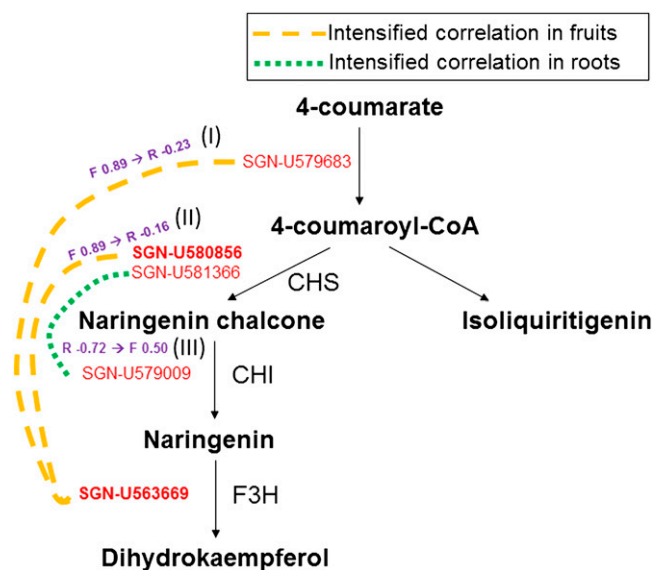 Intensified correlation in fruits
Intensified correlation in roots
4-coumarate
F 0.89 → R -0.23 (I)
SGN-U579683
4-coumaroyl-CoA
F 0.89 → R -0.16 (II)
SGN-U580856
SGN-U581366
CHS
Naringenin chalcone
Isoliquiritigenin
R -0.72 → F 0.50 (III)
SGN-U579009
CHI
Naringenin
SGN-U563669
F3H
Dihydrokaempferol